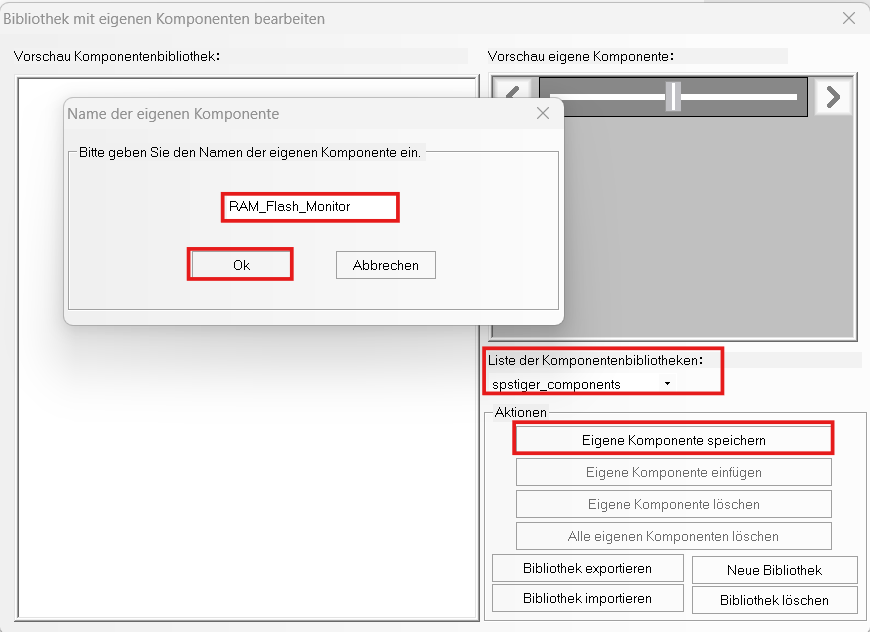 Bibliothek mit eigenen Komponenten bearbeiten
Vorschau Komponentenbibliothek:
Vorschau eigene Komponente:
Name der eigenen Komponente
Bitte geben Sie den Namen der eigenen Komponente ein.
RAM_Flash_Monitor
Ok
Abbrechen
Liste der Komponentenbibliotheken:
spstiger_components
Aktionen
Eigene Komponente speichern
Eigene Komponente einfügen
Eigene Komponente löschen
Alle eigenen Komponenten löschen
Bibliothek exportieren
Neue Bibliothek
Bibliothek importieren
Bibliothek löschen